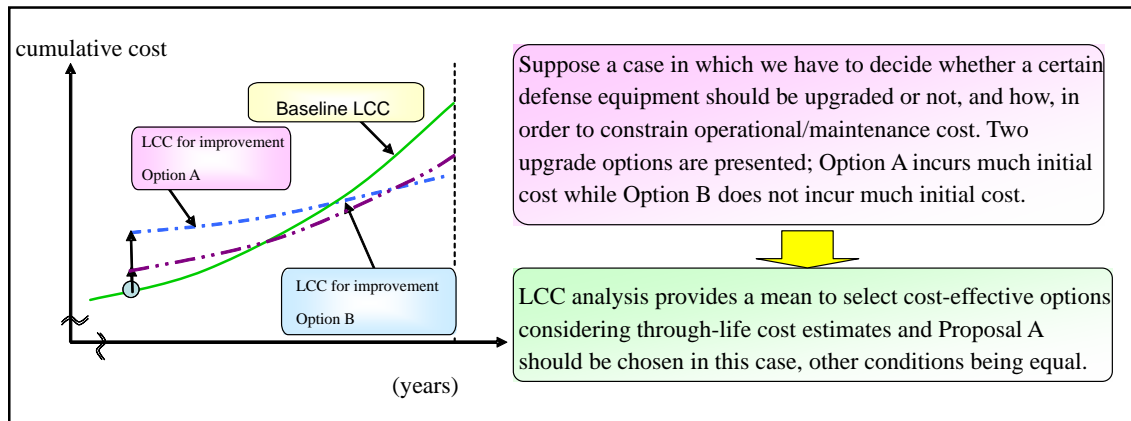 cumulative cost
Baseline LCC
LCC for improvement
Option A
LCC for improvement
Option B
(years)
Suppose a case in which we have to decide whether a certain
defense equipment should be upgraded or not, and how, in
order to constrain operational/maintenance cost. Two
upgrade options are presented; Option A incurs much initial
cost while Option B does not incur much initial cost.
LCC analysis provides a mean to select cost-effective options
considering through-life cost estimates and Proposal A
should be chosen in this case, other conditions being equal.